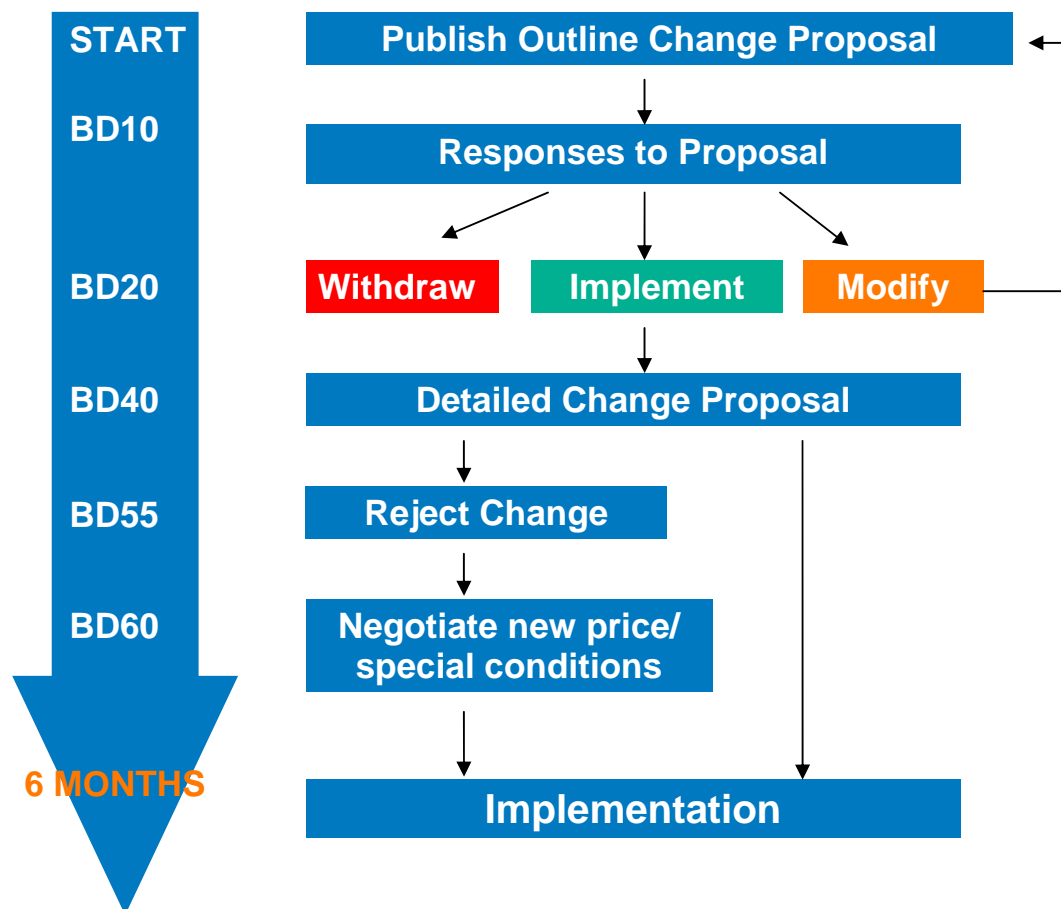 START
Publish Outline Change Proposal
BD10
Responses to Proposal
BD20
Withdraw
Implement
Modify
BD40
Detailed Change Proposal
BD55
Reject Change
BD60
Negotiate new price/
special conditions
6 MONTHS
Implementation